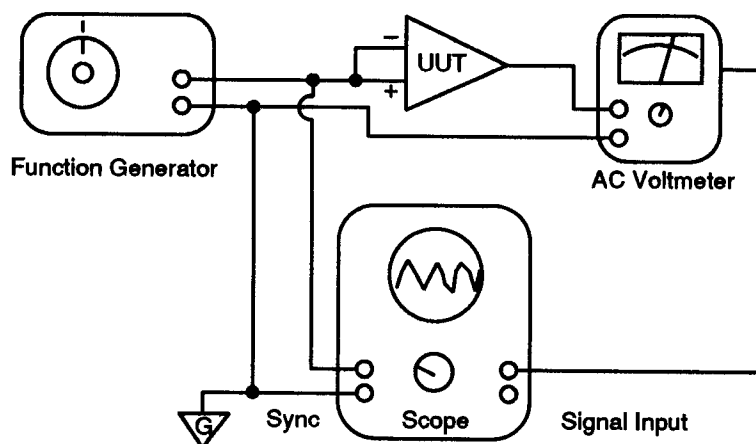 −
UUT
+
Function Generator
AC Voltmeter
G
Sync
Scope
Signal Input